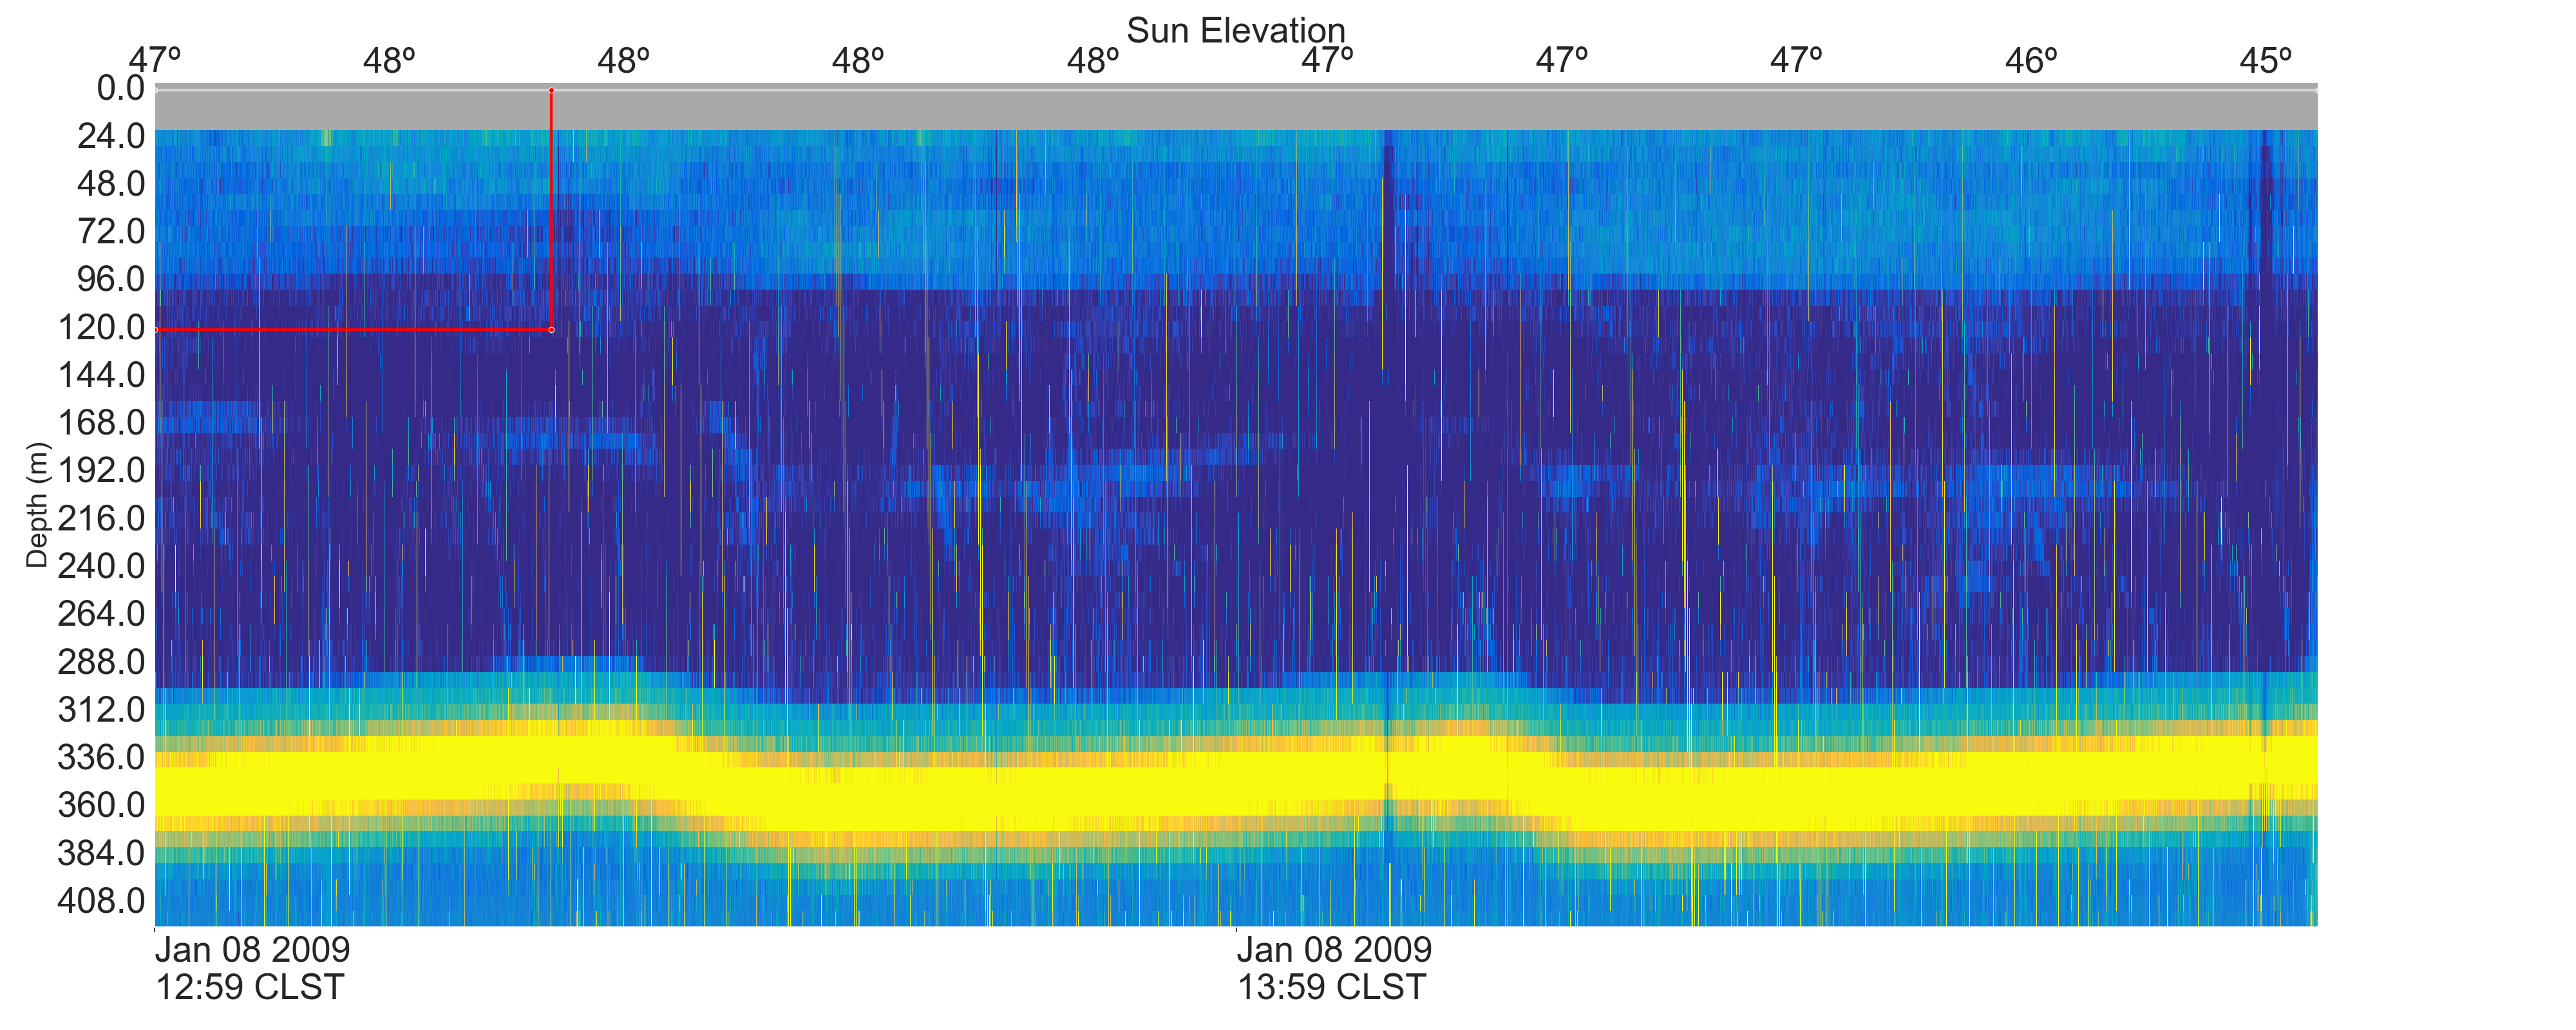 Sun Elevation
47º 48º 48º 48º 48º 47º 47º 47º 46º 45º
0.0
24.0
48.0
72.0
96.0
120.0
144.0
168.0
192.0
216.0
240.0
264.0
288.0
312.0
336.0
360.0
384.0
408.0
Depth (m)
Jan 08 2009
12:59 CLST
Jan 08 2009
13:59 CLST